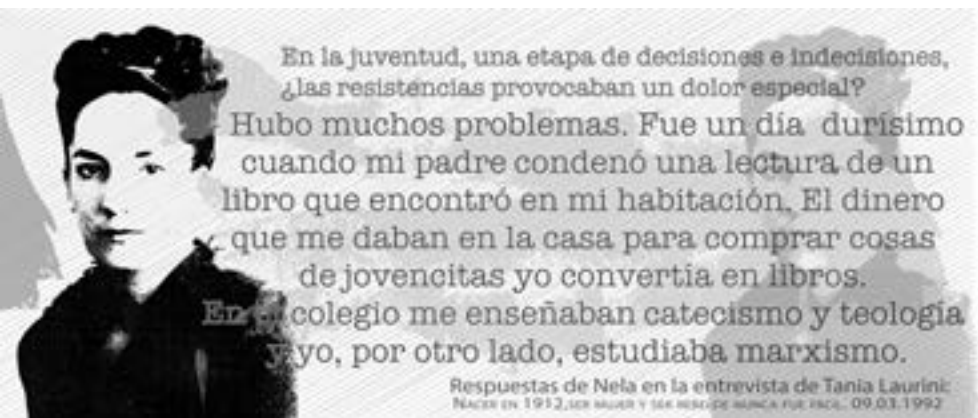 En la juventud, una etapa de decisiones e indecisiones,
¿las resistencias provocaban un dolor especial?
Hubo muchos problemas. Fue un día durísimo
cuando mi padre condenó una lectura de un
libro que encontró en mi habitación. El dinero
que me daban en la casa para comprar cosas
de jovencitas yo convertía en libros.
En el colegio me enseñaban catecismo y teología
y yo, por otro lado, estudiaba marxismo.
Respuestas de Nela en la entrevista de Tania Laurini:
NACER EN 1912, SER MUJER Y SER REBELDE NUNCA FUE FÁCIL. 09.03.1992